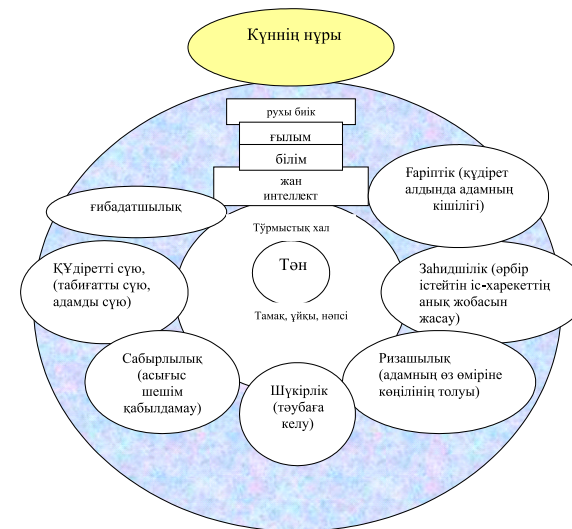 Күннің нұры
рухы биік
ғылым
білім
жан
интеллект
Ғаріптік (құдірет
алдында адамның
кішілігі)
ғибадатшылық
Тўрмыстық хал
Тән
Тамақ, ұйқы, нәпсі
ҚҰдіретті сүю,
(табиғатты сүю,
адамды сүю)
Заһидшілік (әрбір
істейтін іс-харекеттің
анық жобасын
жасау)
Сабырлылық
(асығыс
шешім
қабылдамау)
Шүкірлік
(тәубаға
келу)
Ризашылық
(адамның өз өміріне
көңілінің толуы)